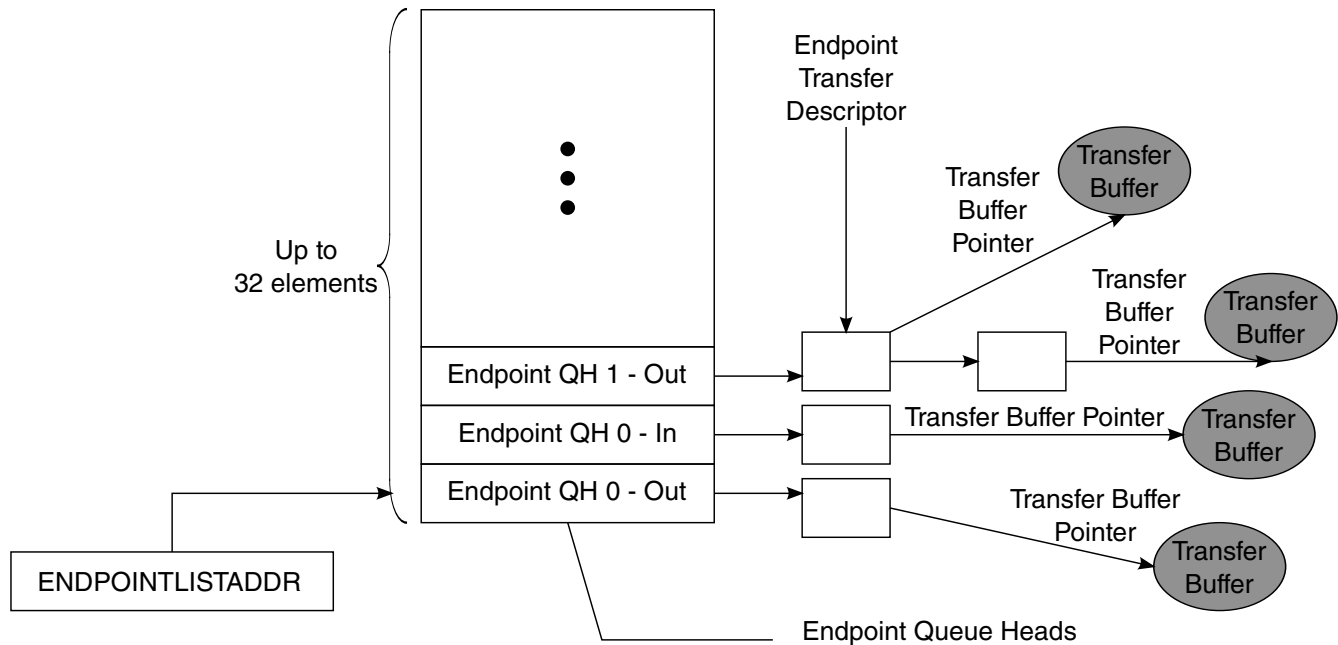 Endpoint
Transfer
Descriptor
Transfer
Buffer
Transfer
Buffer
Pointer
Up to
32 elements
Transfer
Buffer
Pointer
Transfer
Buffer
Endpoint QH 1 - Out
Endpoint QH 0 - In
Transfer Buffer Pointer
Transfer
Buffer
Endpoint QH 0 - Out
Transfer Buffer
Pointer
Transfer
Buffer
ENDPOINTLISTADDR
Endpoint Queue Heads